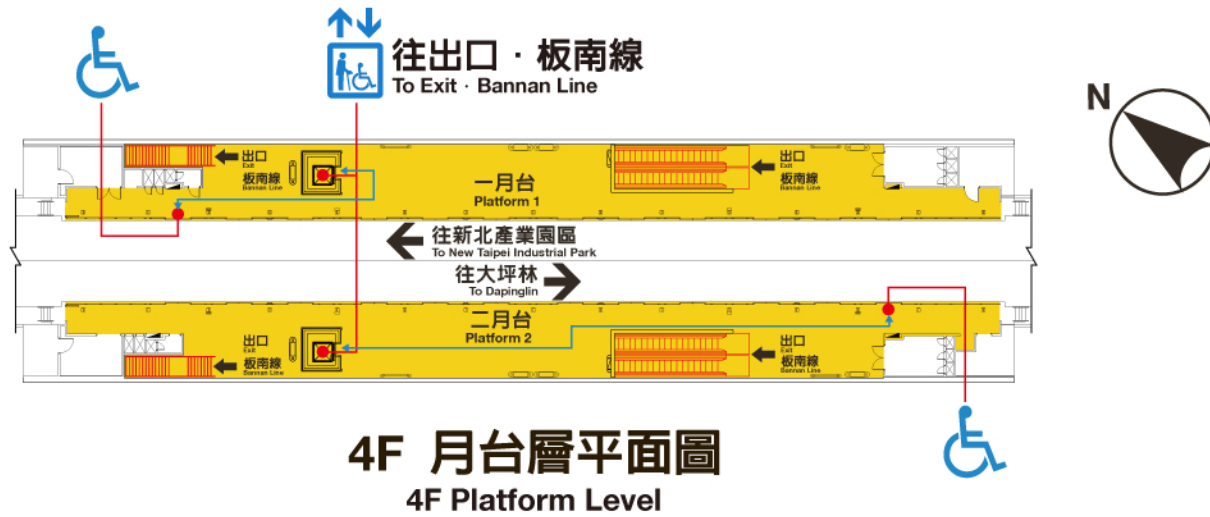 往出口 · 板南線
To Exit · Bannan Line
N
出口
Exit
板南線
Bannan Line
一月台
Platform 1
出口
Exit
板南線
Bannan Line
往新北產業園區
To New Taipei Industrial Park
往大坪林
To Dapinglin
二月台
Platform 2
出口
Exit
板南線
Bannan Line
出口
Exit
板南線
Bannan Line
4F 月台層平面圖
4F Platform Level